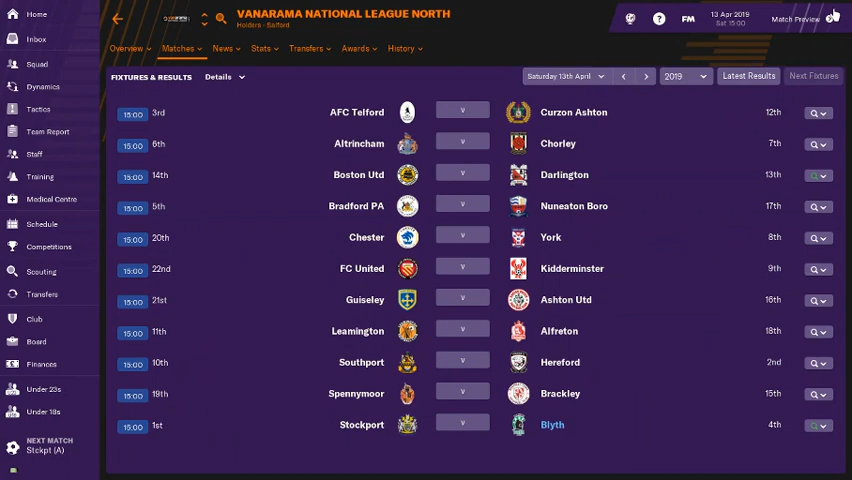 Home
Inbox
Squad
Dynamics
Tactics
Team Report
Staff
Training
Medical Centre
Schedule
Competitions
Scouting
Transfers
Club
Board
Finances
Under 23s
Under 18s
NEXT MATCH
Stckpt (A)
VANARAMA NATIONAL LEAGUE NORTH
Holders - Salford
? FM 13 Apr 2019 Sat 15:00 Match Preview
Overview Matches News Stats Transfers Awards History
FIXTURES & RESULTS Details Saturday 13th April 2019 Latest Results Next Fixtures
15:00 3rd AFC Telford v Curzon Ashton 12th
15:00 6th Altrincham v Chorley 7th
15:00 14th Boston Utd v Darlington 13th
15:00 5th Bradford PA v Nuneaton Boro 17th
15:00 20th Chester v York 8th
15:00 22nd FC United v Kidderminster 9th
15:00 21st Guiseley v Ashton Utd 16th
15:00 11th Leamington v Alfreton 18th
15:00 10th Southport v Hereford 2nd
15:00 19th Spennymoor v Brackley 15th
15:00 1st Stockport v Blyth 4th